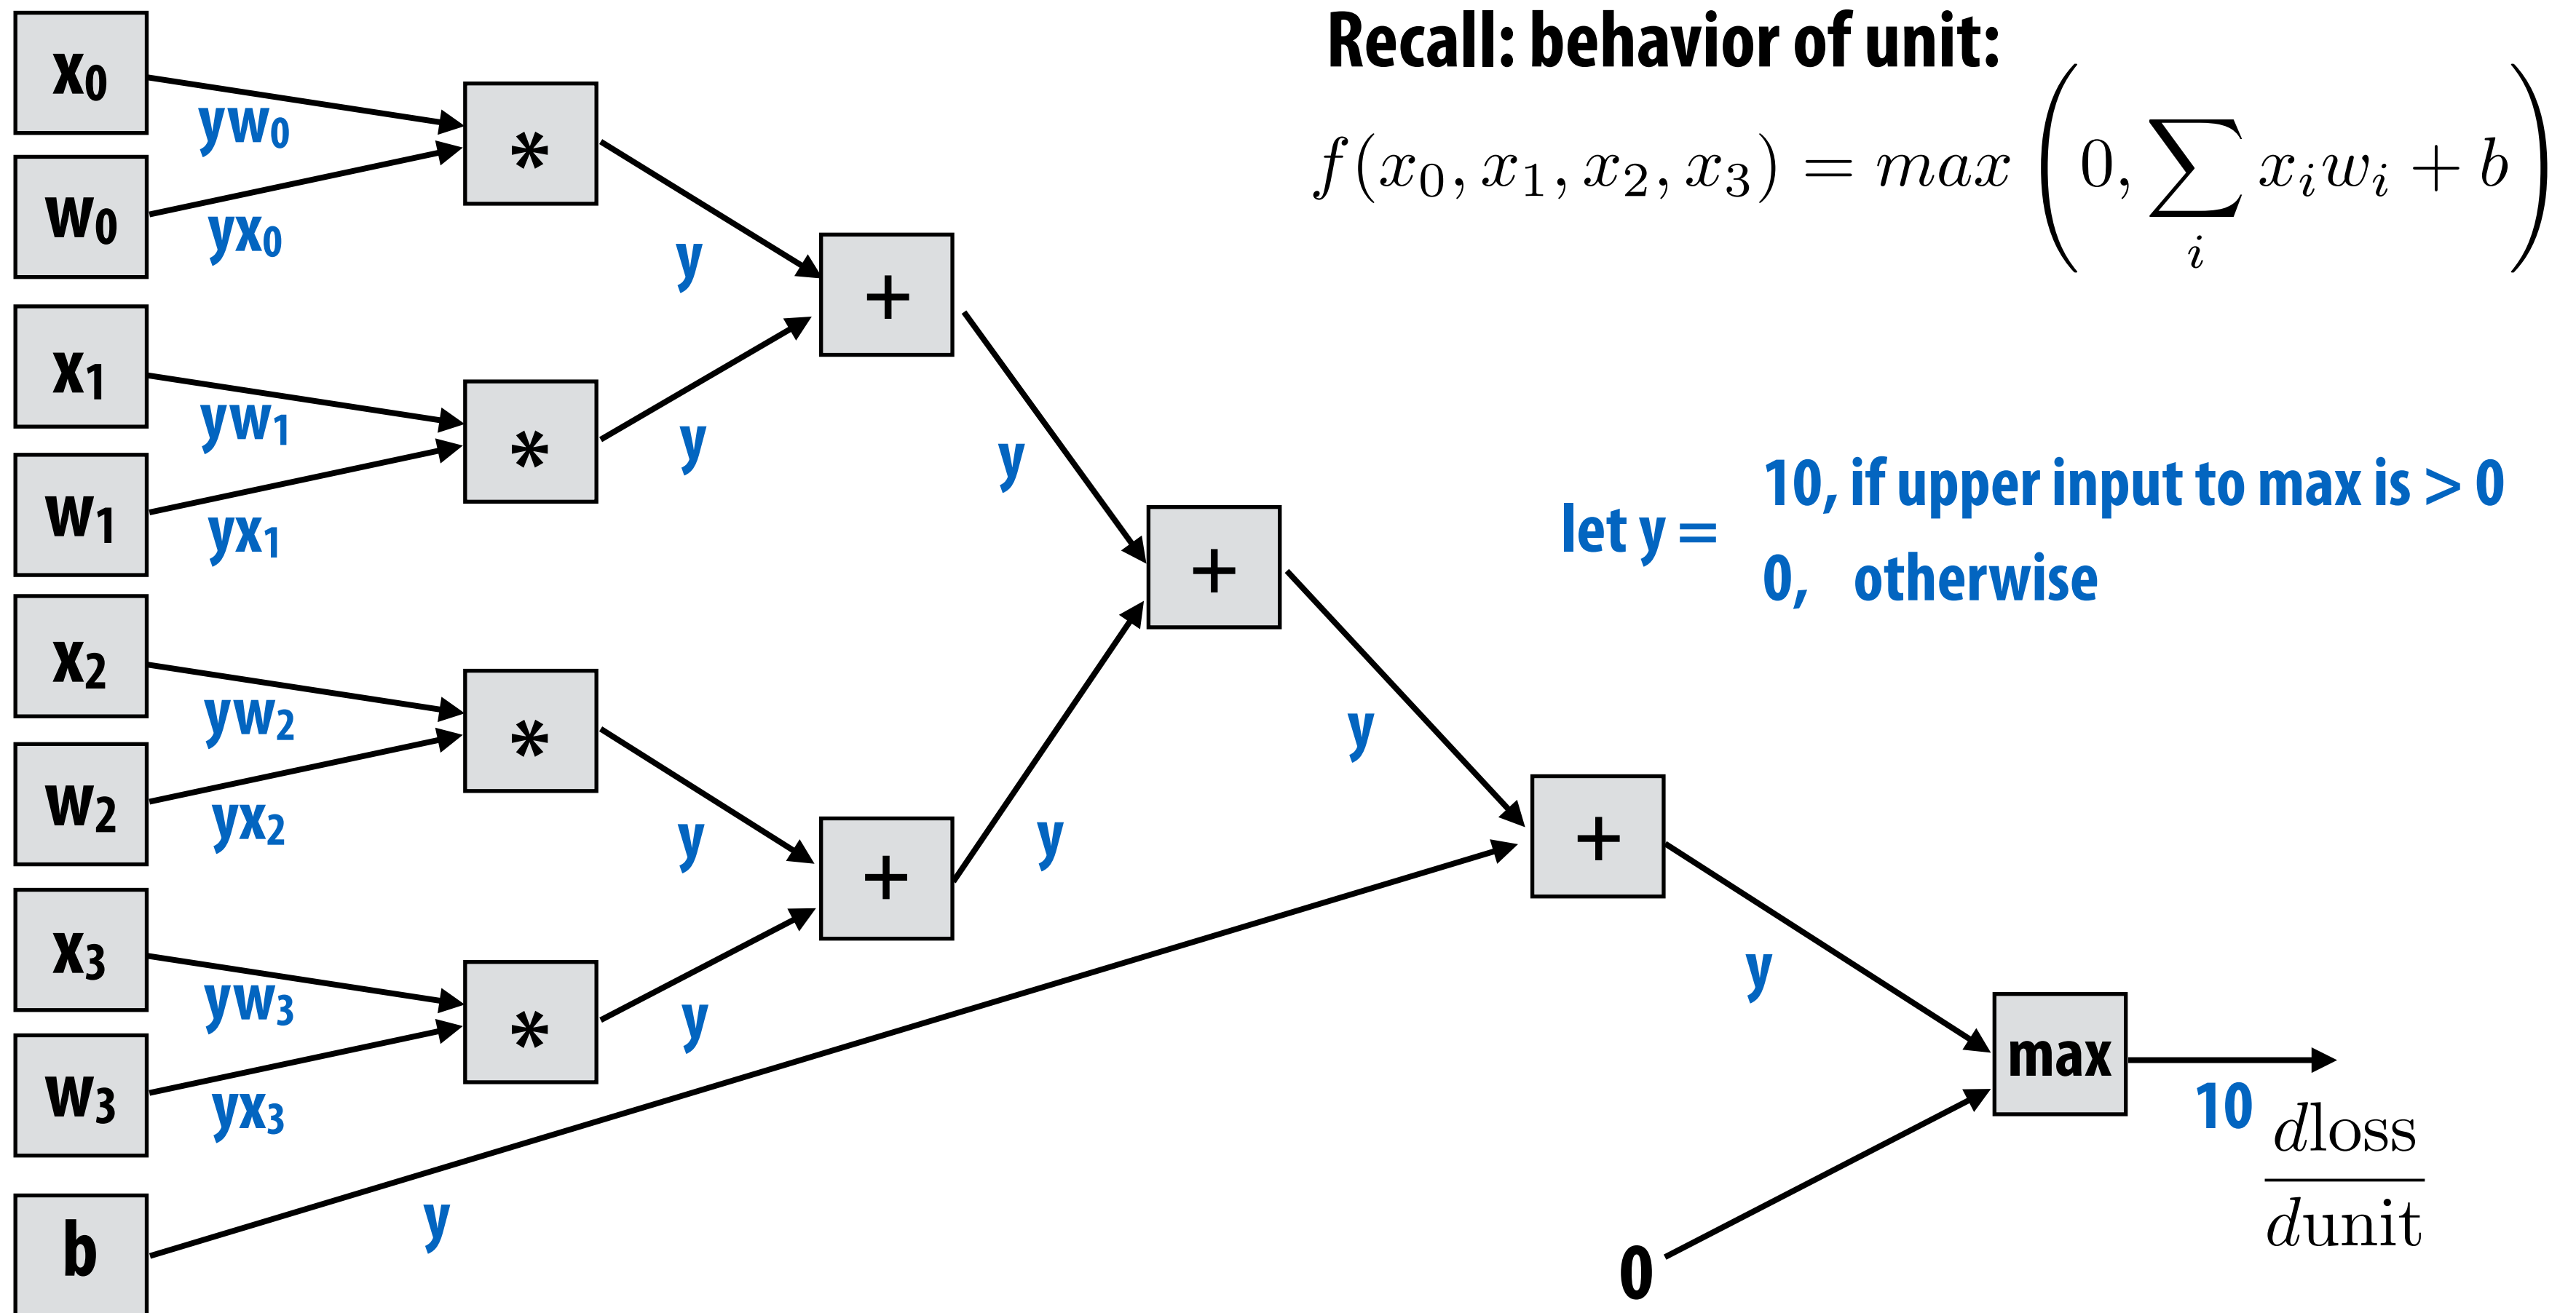 Recall: behavior of unit:
f(x₀, x₁, x₂, x₃) = max (0, ∑ᵢ xᵢwᵢ + b)
x₀
yw₀
*
w₀
yx₀
y
+
x₁
yw₁
*
y
y
w₁
yx₁
let y = 10, if upper input to max is > 0
0, otherwise
+
x₂
yw₂
*
y
w₂
yx₂
y
y
+
+
x₃
yw₃
*
y
y
w₃
yx₃
max
10
dloss
dunit
b
y
0